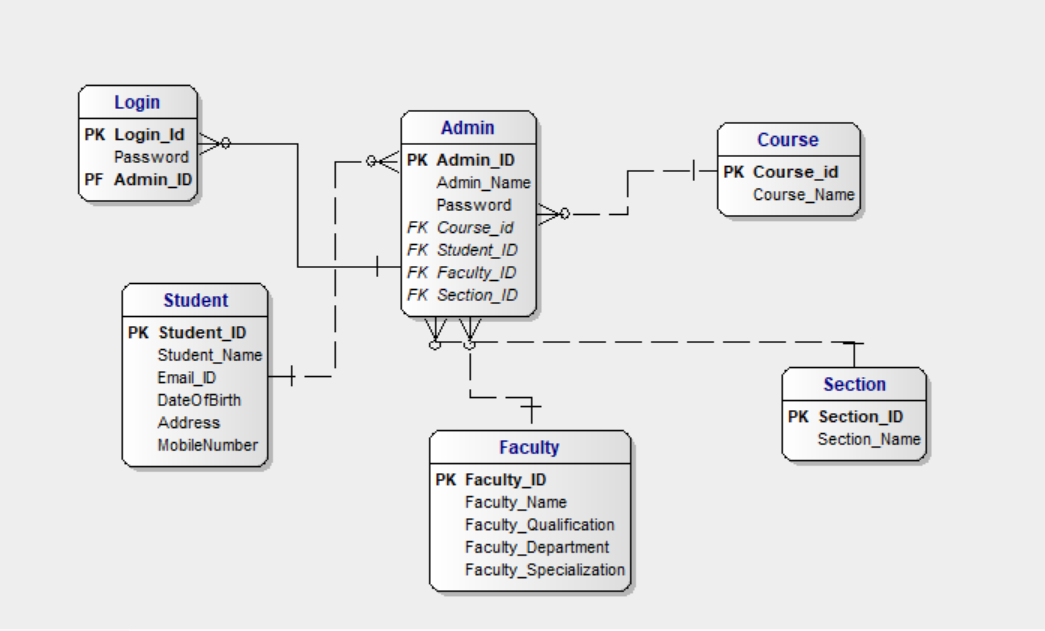 Login
PK Login_Id
Password
PF Admin_ID
Admin
PK Admin_ID
Admin_Name
Password
FK Course_id
FK Student_ID
FK Faculty_ID
FK Section_ID
Course
PK Course_id
Course_Name
Student
PK Student_ID
Student_Name
Email_ID
DateOfBirth
Address
MobileNumber
Faculty
PK Faculty_ID
Faculty_Name
Faculty_Qualification
Faculty_Department
Faculty_Specialization
Section
PK Section_ID
Section_Name